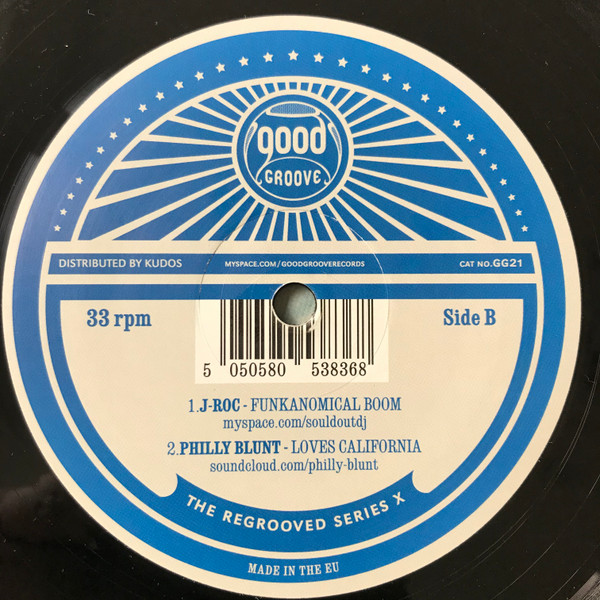 good
GROOVE
DISTRIBUTED BY KUDOS MYSPACE.COM/GOODGROOVERECORDS CAT NO.GG21
33 rpm Side B
5 050580 538368
1.J-ROC - FUNKANOMICAL BOOM
myspace.com/souldoutdj
2.PHILLY BLUNT - LOVES CALIFORNIA
soundcloud.com/philly-blunt
THE REGROOVED SERIES X
MADE IN THE EU